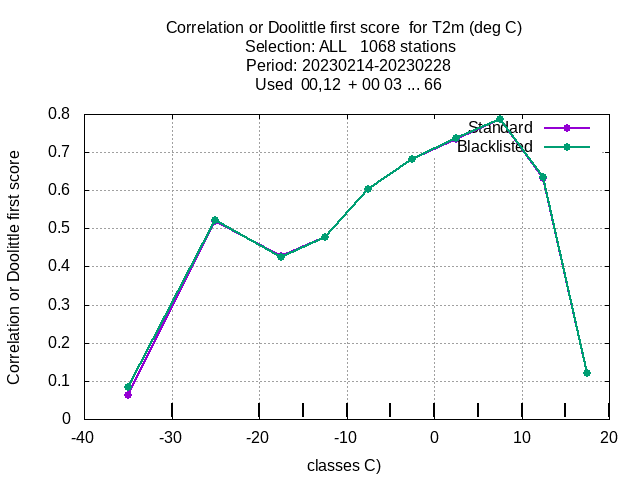 Correlation or Doolittle first score  for T2m (deg C)
Selection: ALL   1068 stations
Period: 20230214-20230228
Used  00,12  + 00 03 ... 66
Standard
Blacklisted
Correlation or Doolittle first score
0.8
0.7
0.6
0.5
0.4
0.3
0.2
0.1
0
-40 -30 -20 -10 0 10 20
classes C)